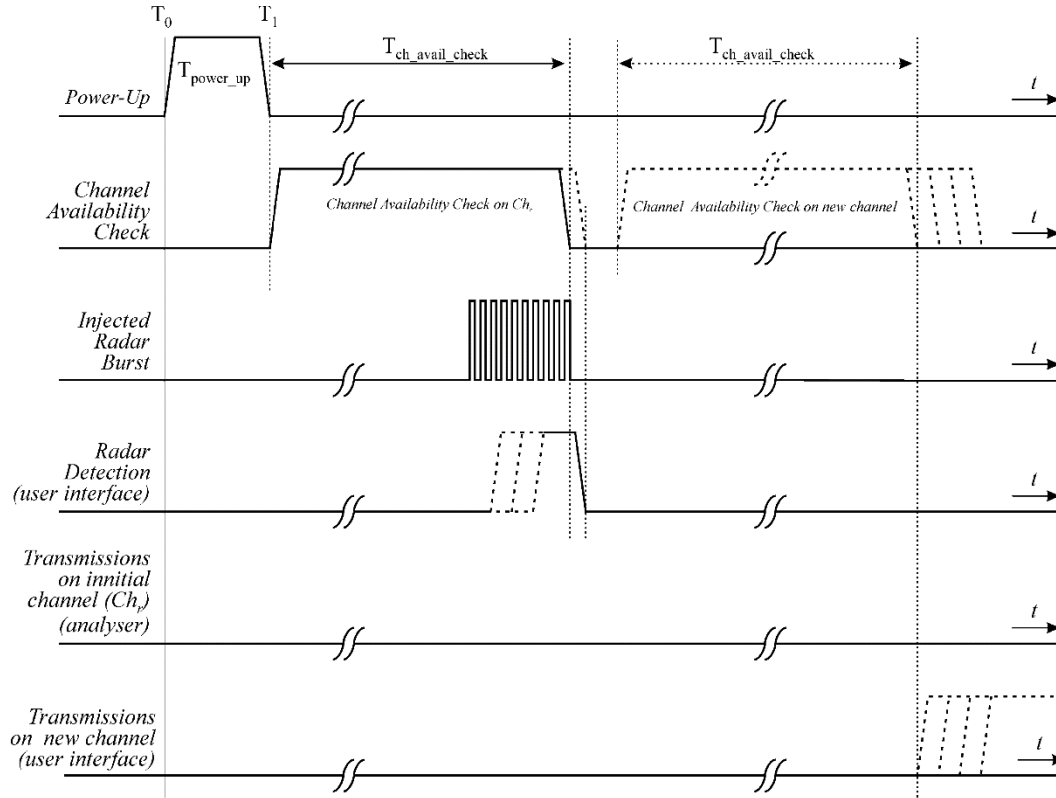 T0 T1
Tch_avail_check Tch_avail_check
Tpower_up
Power-Up
t
Channel
Availability
Check
Channel Availability Check on Chr
Channel Availability Check on new channel
t
Injected
Radar
Burst
t
Radar
Detection
(user interface)
t
Transmissions
on innitial
channel (Chr)
(analyser)
t
Transmissions
on new channel
(user interface)
t